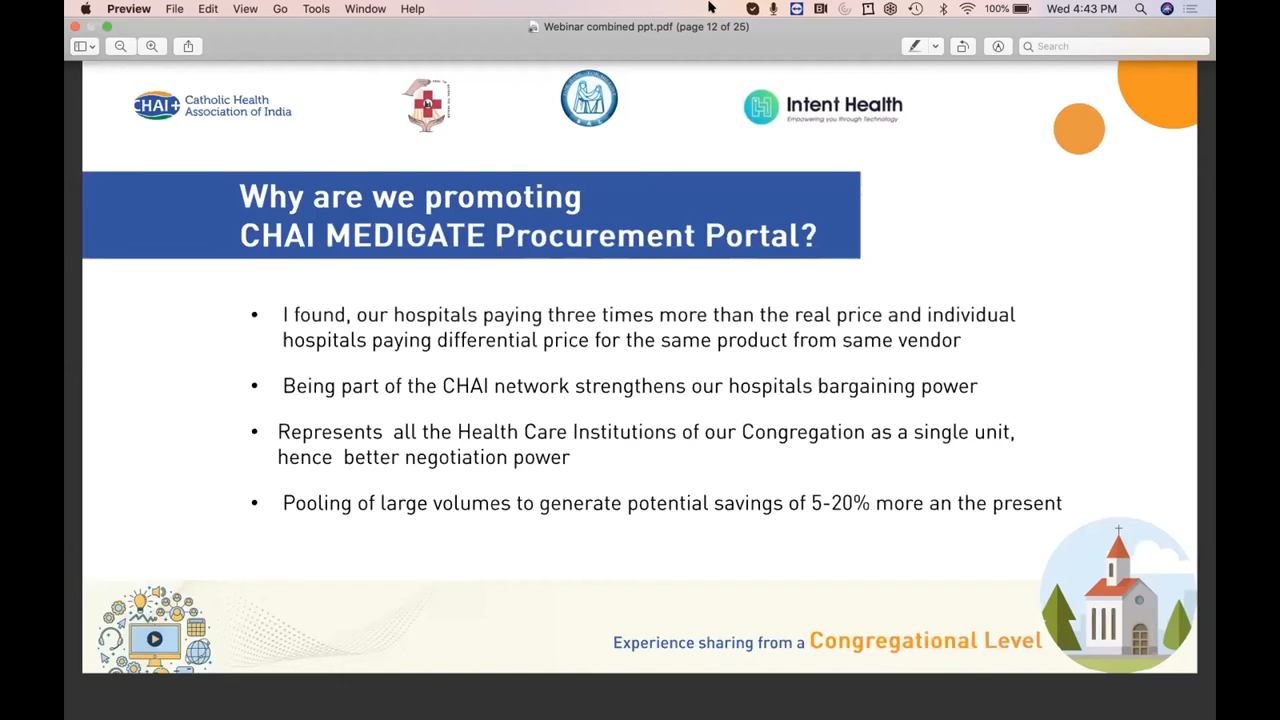 Preview File Edit View Go Tools Window Help 100% Wed 4:43 PM
Webinar combined ppt.pdf (page 12 of 25)
Search
CHAI+ Catholic Health
Association of India
Intent Health
Empowering you through Technology
Why are we promoting
CHAI MEDIGATE Procurement Portal?
• I found, our hospitals paying three times more than the real price and individual
hospitals paying differential price for the same product from same vendor
• Being part of the CHAI network strengthens our hospitals bargaining power
• Represents all the Health Care Institutions of our Congregation as a single unit,
hence better negotiation power
• Pooling of large volumes to generate potential savings of 5-20% more an the present
Experience sharing from a Congregational Level